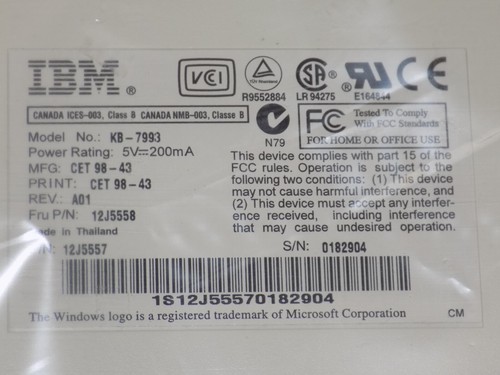 IBM®
VCI
R9552884
LR 94275
E164844
CANADA ICES-003, Class B CANADA NMB-003, Classe B
N79
FC Tested To Comply
With FCC Standards
FOR HOME OR OFFICE USE
Model No.: KB-7993
Power Rating: 5V⎓200mA
MFG: CET 98-43
PRINT: CET 98-43
REV.: A01
Fru P/N: 12J5558
Made in Thailand
P/N: 12J5557
This device complies with part 15 of the
FCC rules. Operation is subject to the
following two conditions: (1) This device
may not cause harmful interference, and
(2) This device must accept any interfer-
ence received, including interference
that may cause undesired operation.
S/N: 0182904
1S12J55570182904
The Windows logo is a registered trademark of Microsoft Corporation
CM